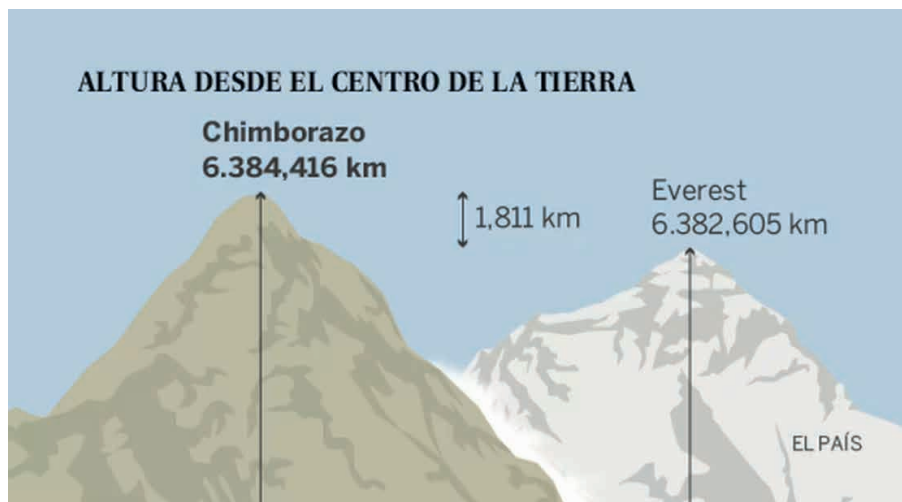 ALTURA DESDE EL CENTRO DE LA TIERRA
Chimborazo
6.384,416 km
1,811 km
Everest
6.382,605 km
EL PAÍS